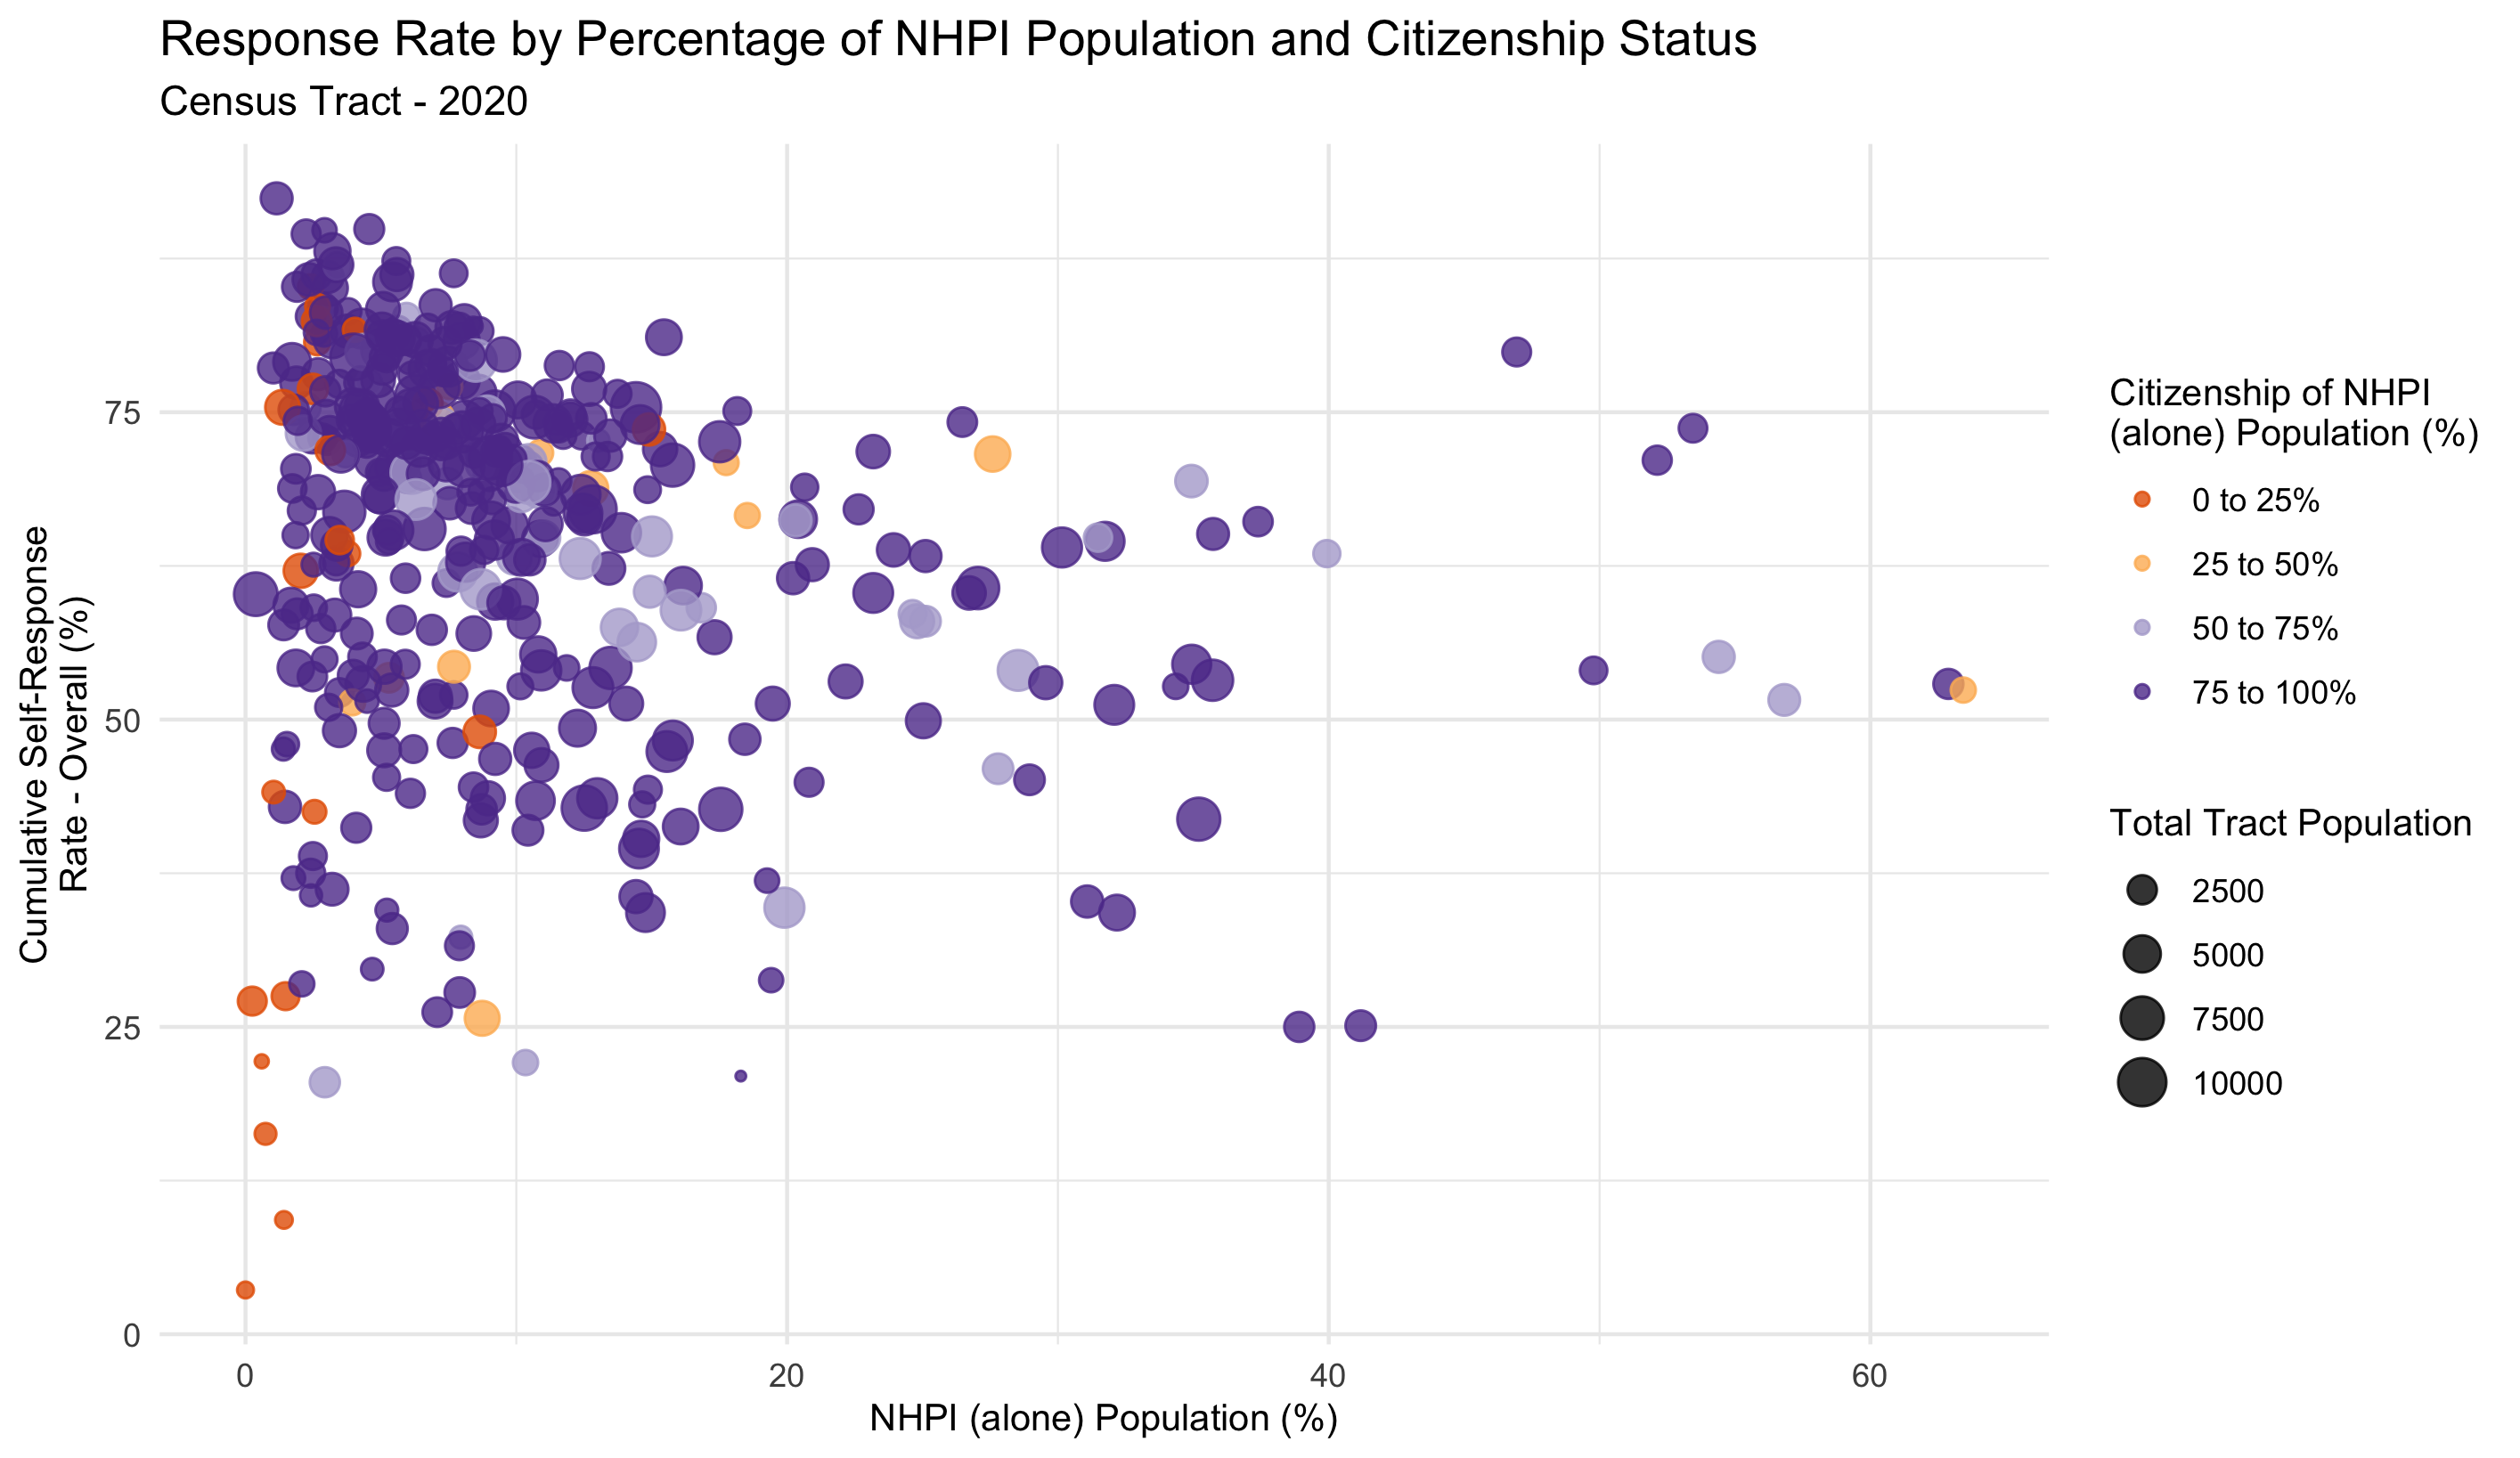 Response Rate by Percentage of NHPI Population and Citizenship Status
Census Tract - 2020
Cumulative Self-Response
Rate - Overall (%)
75
50
25
0
0
20
40
60
NHPI (alone) Population (%)
Citizenship of NHPI
(alone) Population (%)
0 to 25%
25 to 50%
50 to 75%
75 to 100%
Total Tract Population
2500
5000
7500
10000